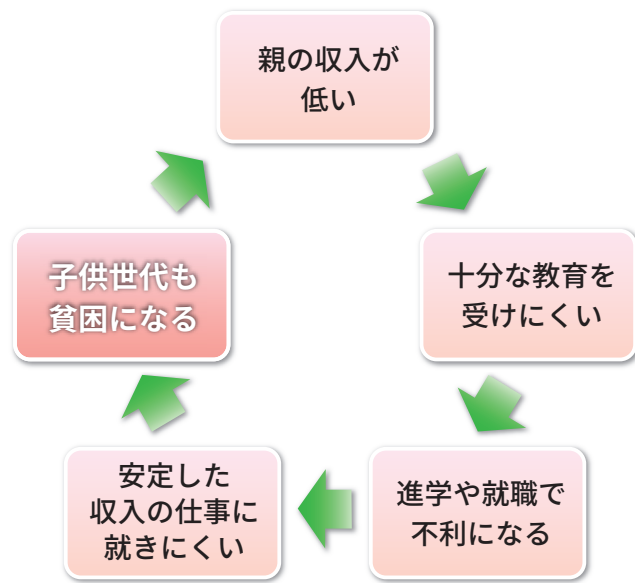 親の収入が
低い
十分な教育を
受けにくい
進学や就職で
不利になる
安定した
収入の仕事に
就きにくい
子供世代も
貧困になる